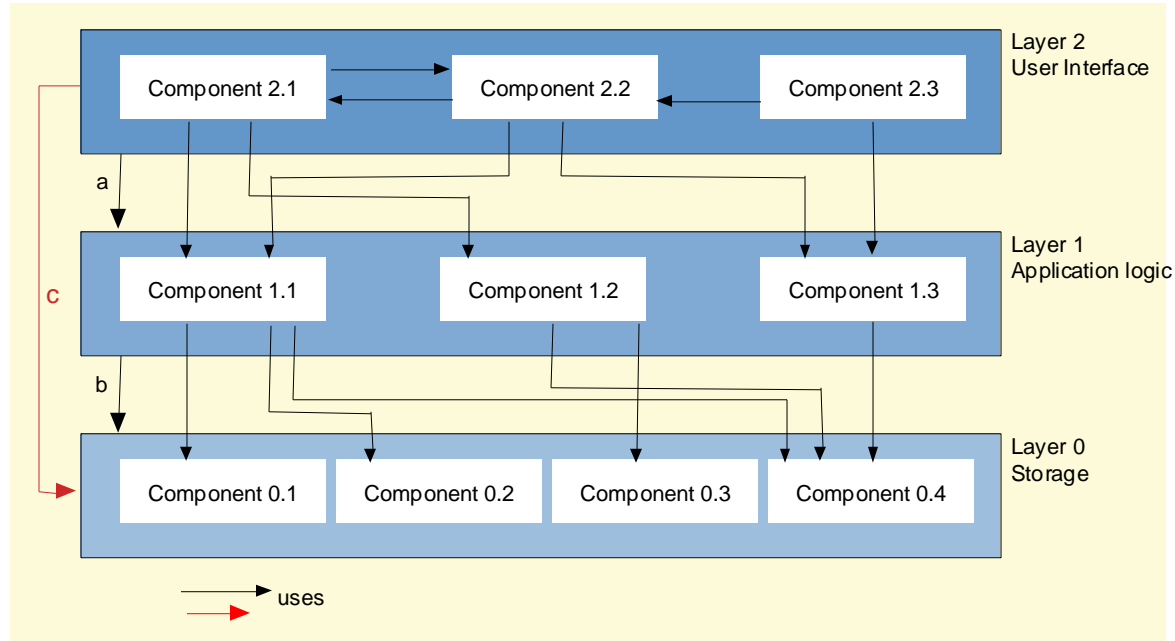 Layer 2
User Interface
Component 2.1
Component 2.2
Component 2.3
a
Layer 1
Application logic
Component 1.1
Component 1.2
Component 1.3
c
b
Layer 0
Storage
Component 0.1
Component 0.2
Component 0.3
Component 0.4
uses